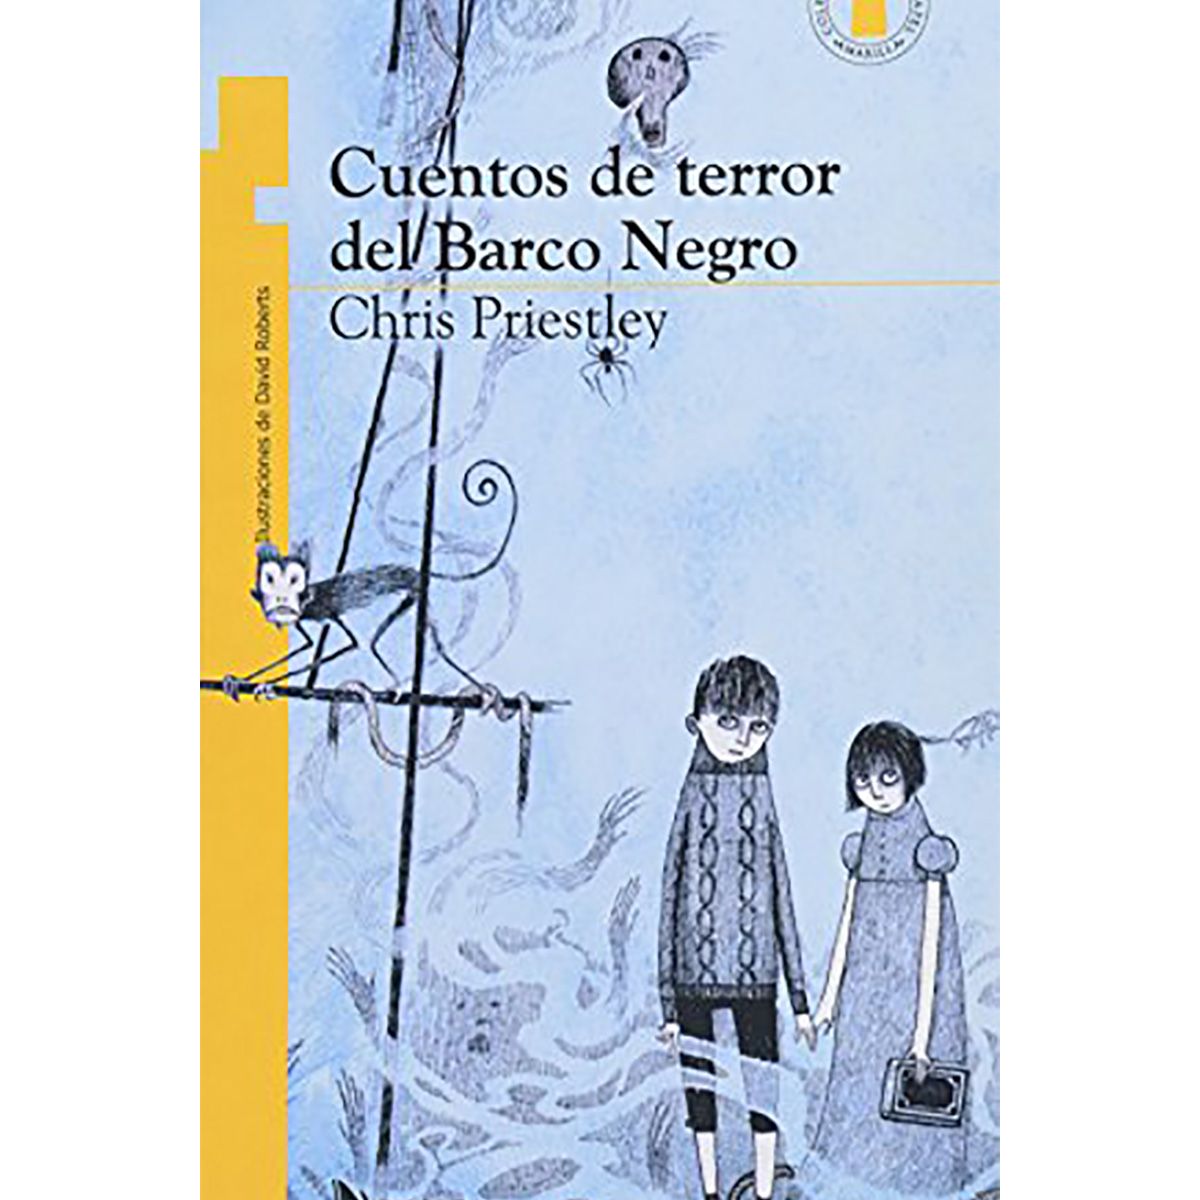 Cuentos de terror
del Barco Negro
Chris Priestley
Ilustraciones de David Roberts